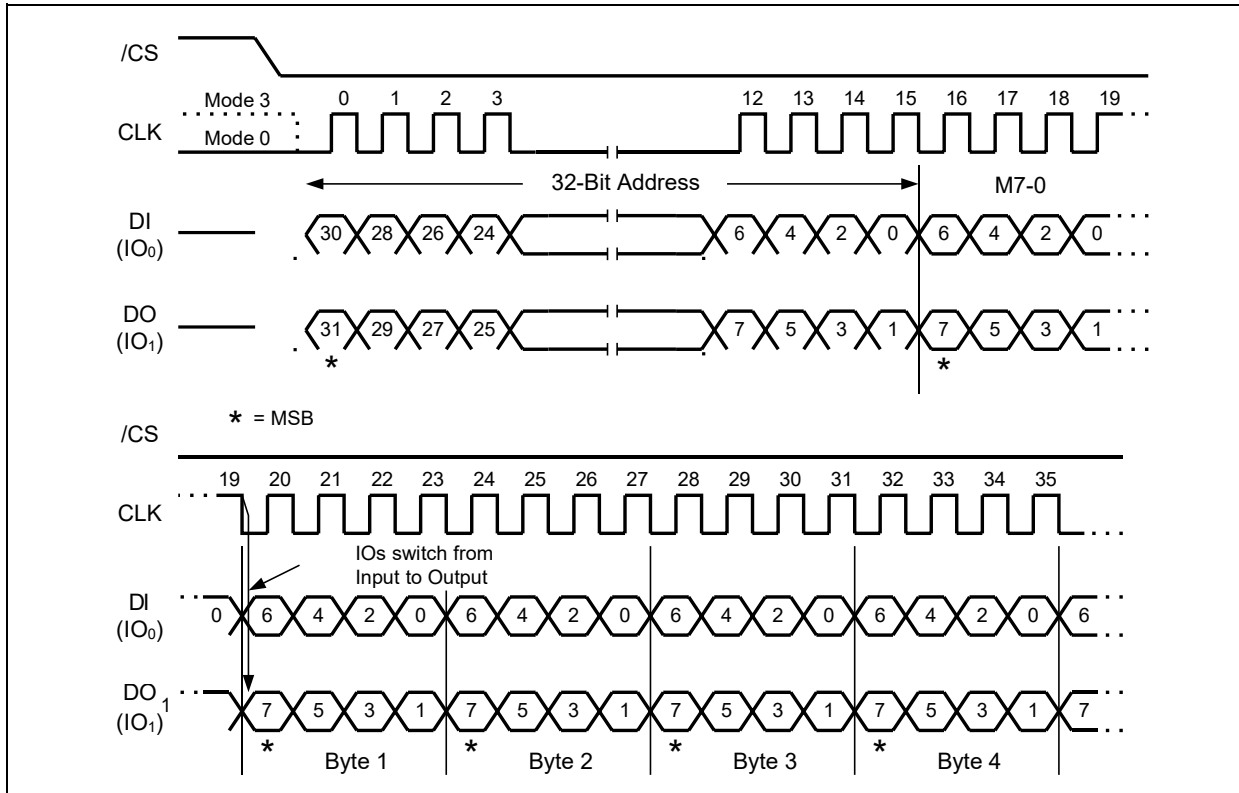 /CS
Mode 3 0 1 2 3 12 13 14 15 16 17 18 19
CLK
Mode 0
32-Bit Address M7-0
DI
(IO0) 30 28 26 24 6 4 2 0 6 4 2 0
DO
(IO1) 31 29 27 25 7 5 3 1 7 5 3 1
* *
* = MSB
/CS
19 20 21 22 23 24 25 26 27 28 29 30 31 32 33 34 35
CLK
IOs switch from
Input to Output
DI
(IO0) 0 6 4 2 0 6 4 2 0 6 4 2 0 6 4 2 0 6
DO 1
(IO1) 7 5 3 1 7 5 3 1 7 5 3 1 7 5 3 1 7
* * * *
Byte 1 Byte 2 Byte 3 Byte 4